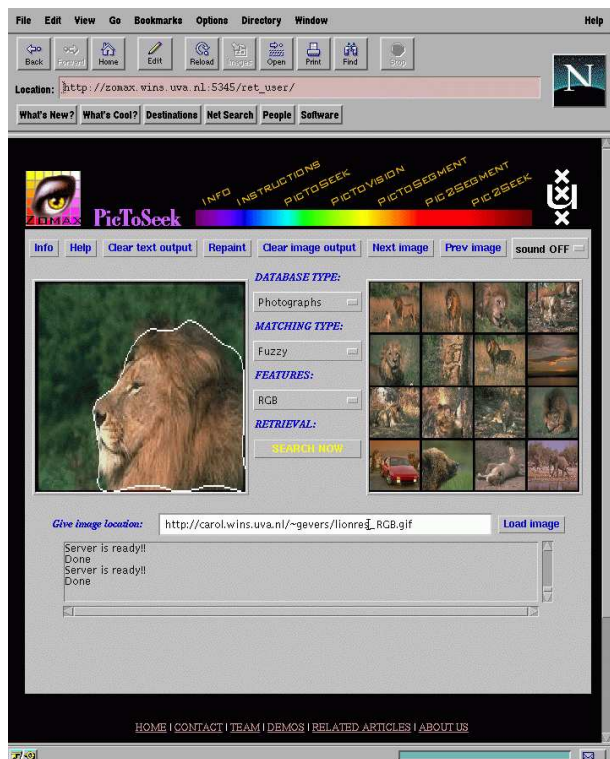 File Edit View Go Bookmarks Options Directory Window Help
Back Forward Home Edit Reload Images Open Print Find Stop
Location: http://zomax.wins.uva.nl:5345/ret_user/
N
What's New? What's Cool? Destinations Net Search People Software
INFO INSTRUCTIONS PICTOSEEK PICTOVISION PICTOSEGMENT PIC2SEGMENT PIC2SEEK
ZOMAX PicToSeek
Info Help Clear text output Repaint Clear image output Next image Prev image sound OFF
DATABASE TYPE:
Photographs
MATCHING TYPE:
Fuzzy
FEATURES:
RGB
RETRIEVAL:
SEARCH NOW
Give image location: http://carol.wins.uva.nl/~gevers/lionres_RGB.gif Load image
Server is ready!!
Done
Server is ready!!
Done
HOME | CONTACT | TEAM | DEMOS | RELATED ARTICLES | ABOUT US